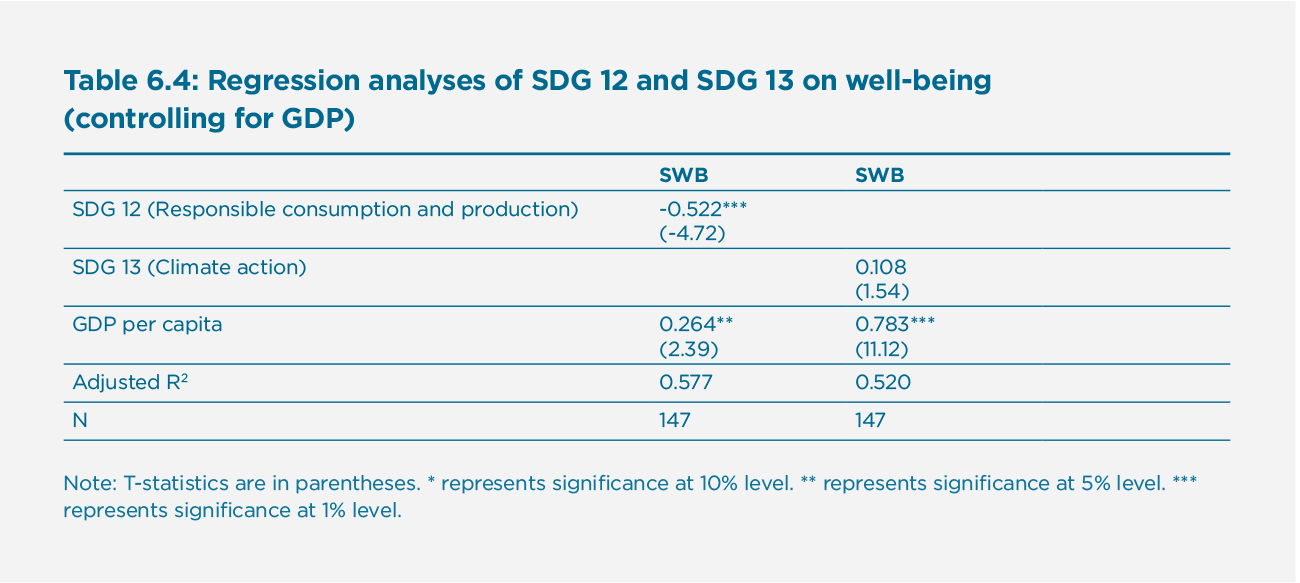 Table 6.4: Regression analyses of SDG 12 and SDG 13 on well-being
(controlling for GDP)
SWB SWB
SDG 12 (Responsible consumption and production) -0.522***
(-4.72)
SDG 13 (Climate action) 0.108
(1.54)
GDP per capita 0.264** 0.783***
(2.39) (11.12)
Adjusted R² 0.577 0.520
N 147 147
Note: T-statistics are in parentheses. * represents significance at 10% level. ** represents significance at 5% level. ***
represents significance at 1% level.